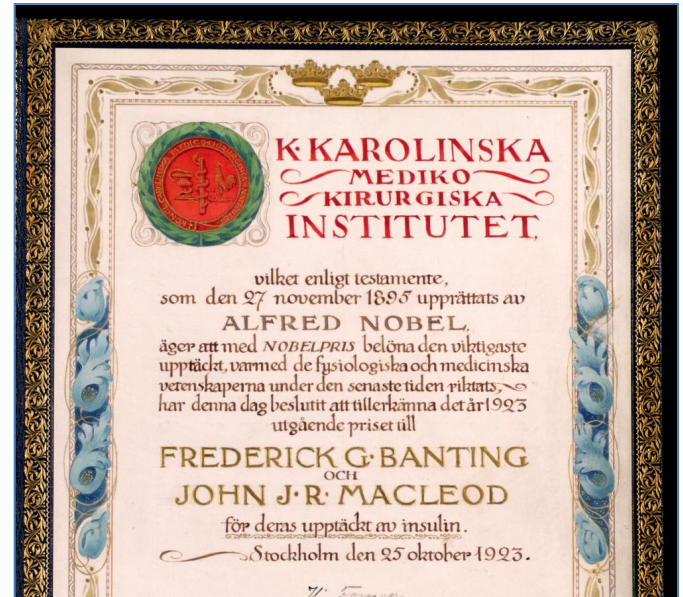 K. KAROLINSKA
MEDIKO
KIRURGISKA
INSTITUTET,
vilket enligt testamente,
som den 27 november 1895 upprättats av
ALFRED NOBEL,
äger att med NOBELPRIS belöna den viktigaste
upptäckt, varmed de fysiologiska och medicinska
vetenskaperna under den senaste tiden riktats,
har denna dag beslutit att tillerkänna det år 1923
utgående priset till
FREDERICK G. BANTING
OCH
JOHN J. R. MACLEOD
för deras upptäckt av insulin.
Stockholm den 25 oktober 1923.